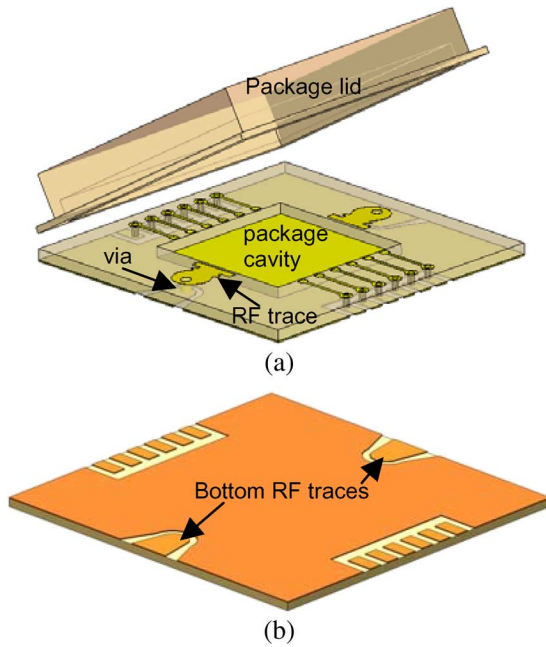 Package lid
package
cavity
via
RF trace
(a)
Bottom RF traces
(b)